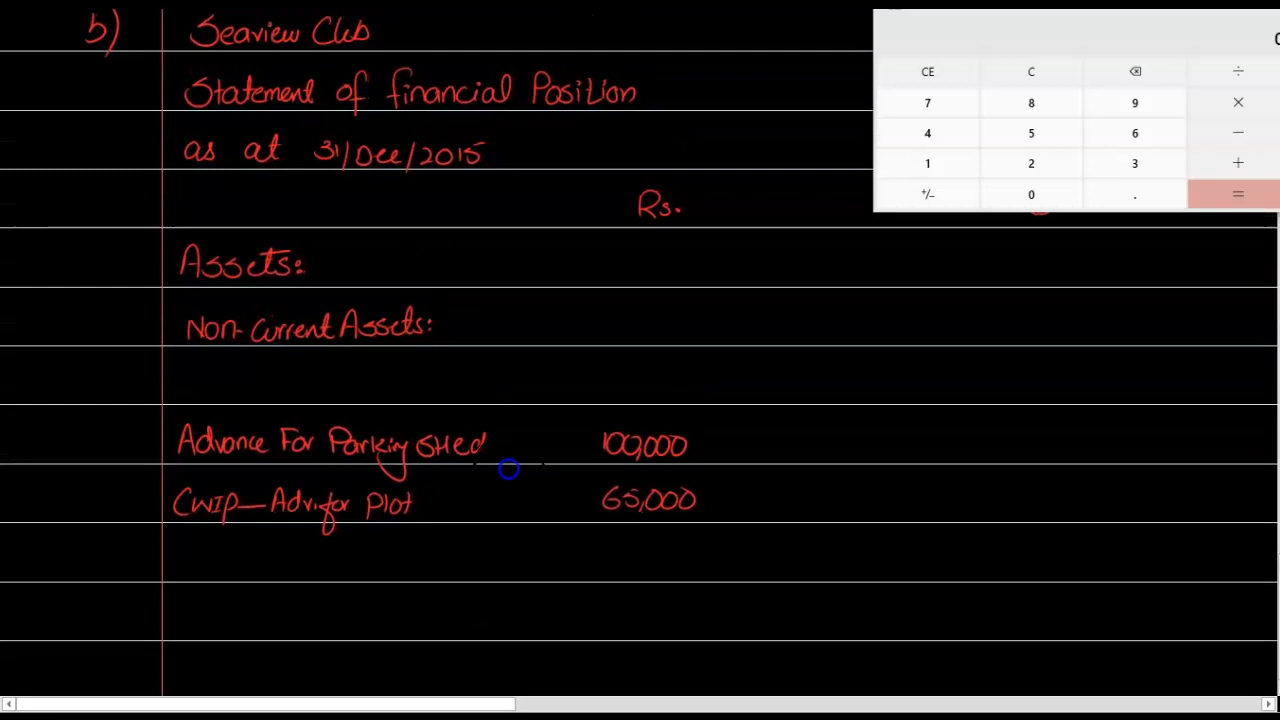 b) Seaview Club
Statement of financial Position
as at 31/Dec/2015
Rs.
Assets:
Non-Current Assets:
Advance For Parking SHed 100,000
CWIP—Adv. for Plot 65,000
0
CE C ⌫ ÷
7 8 9 ×
4 5 6 −
1 2 3 +
+/− 0 . =